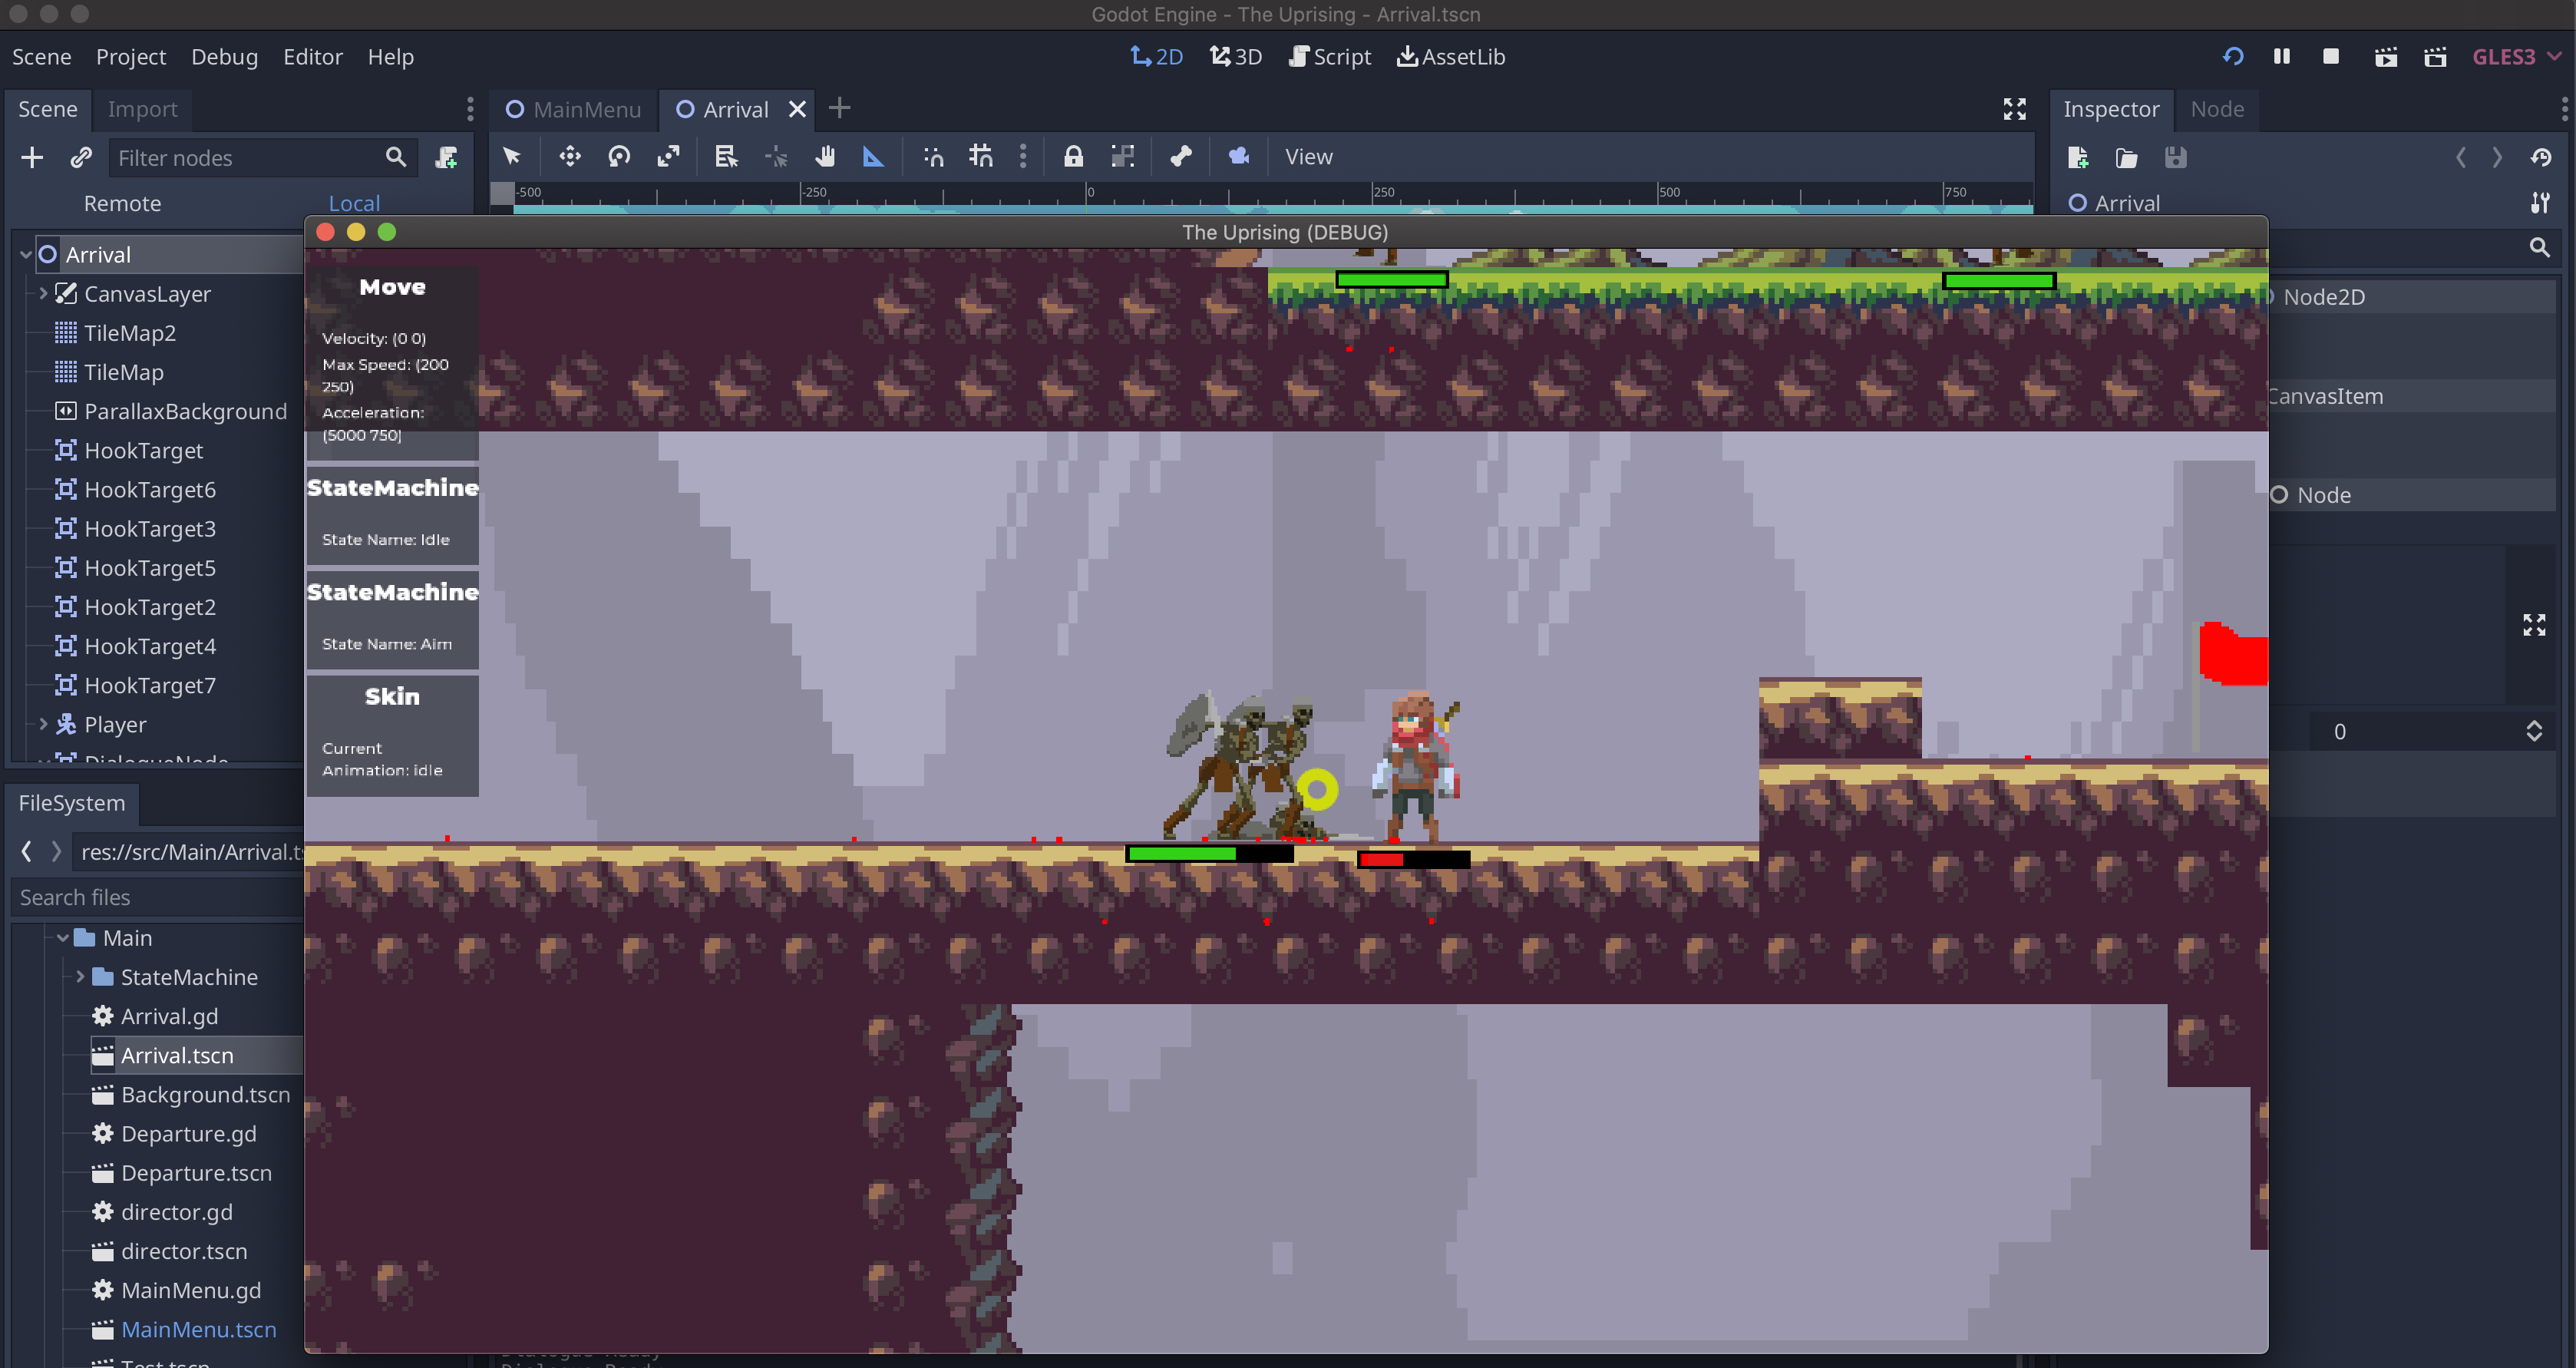 Godot Engine - The Uprising - Arrival.tscn
Scene Project Debug Editor Help
2D 3D Script AssetLib
GLES3
Scene Import
MainMenu Arrival
Inspector Node
Filter nodes
View
Remote Local
-500 -250 0 250 500 750
Arrival
The Uprising (DEBUG)
Arrival
CanvasLayer
TileMap2
TileMap
ParallaxBackground
HookTarget
HookTarget6
HookTarget3
HookTarget5
HookTarget2
HookTarget4
HookTarget7
Player
DialogueNode
FileSystem
res://src/Main/Arrival.ts
Search files
Main
StateMachine
Arrival.gd
Arrival.tscn
Background.tscn
Departure.gd
Departure.tscn
director.gd
director.tscn
MainMenu.gd
MainMenu.tscn
Test.tscn
Move
Velocity: (0 0)
Max Speed: (200
250)
Acceleration:
(5000 750)
StateMachine
State Name: Idle
StateMachine
State Name: Aim
Skin
Current
Animation: idle
Node2D
CanvasItem
Node
0